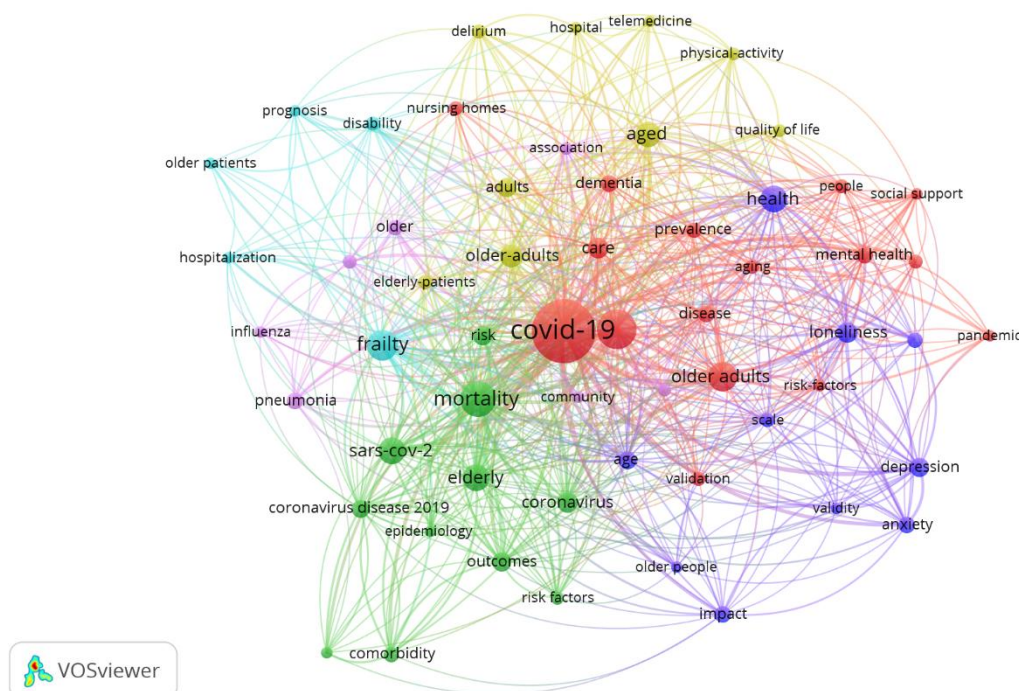 telemedicine
hospital
delirium
physical-activity
nursing homes
prognosis
disability
aged
quality of life
association
older patients
dementia
adults
people
social support
health
older
prevalence
care
mental health
older-adults
hospitalization
aging
elderly-patients
disease
covid-19
influenza
risk
loneliness
pandemic
frailty
older adults
risk-factors
mortality
community
pneumonia
scale
sars-cov-2
age
depression
elderly
validation
coronavirus
coronavirus disease 2019
validity
anxiety
epidemiology
outcomes
older people
risk factors
impact
comorbidity
VOSviewer